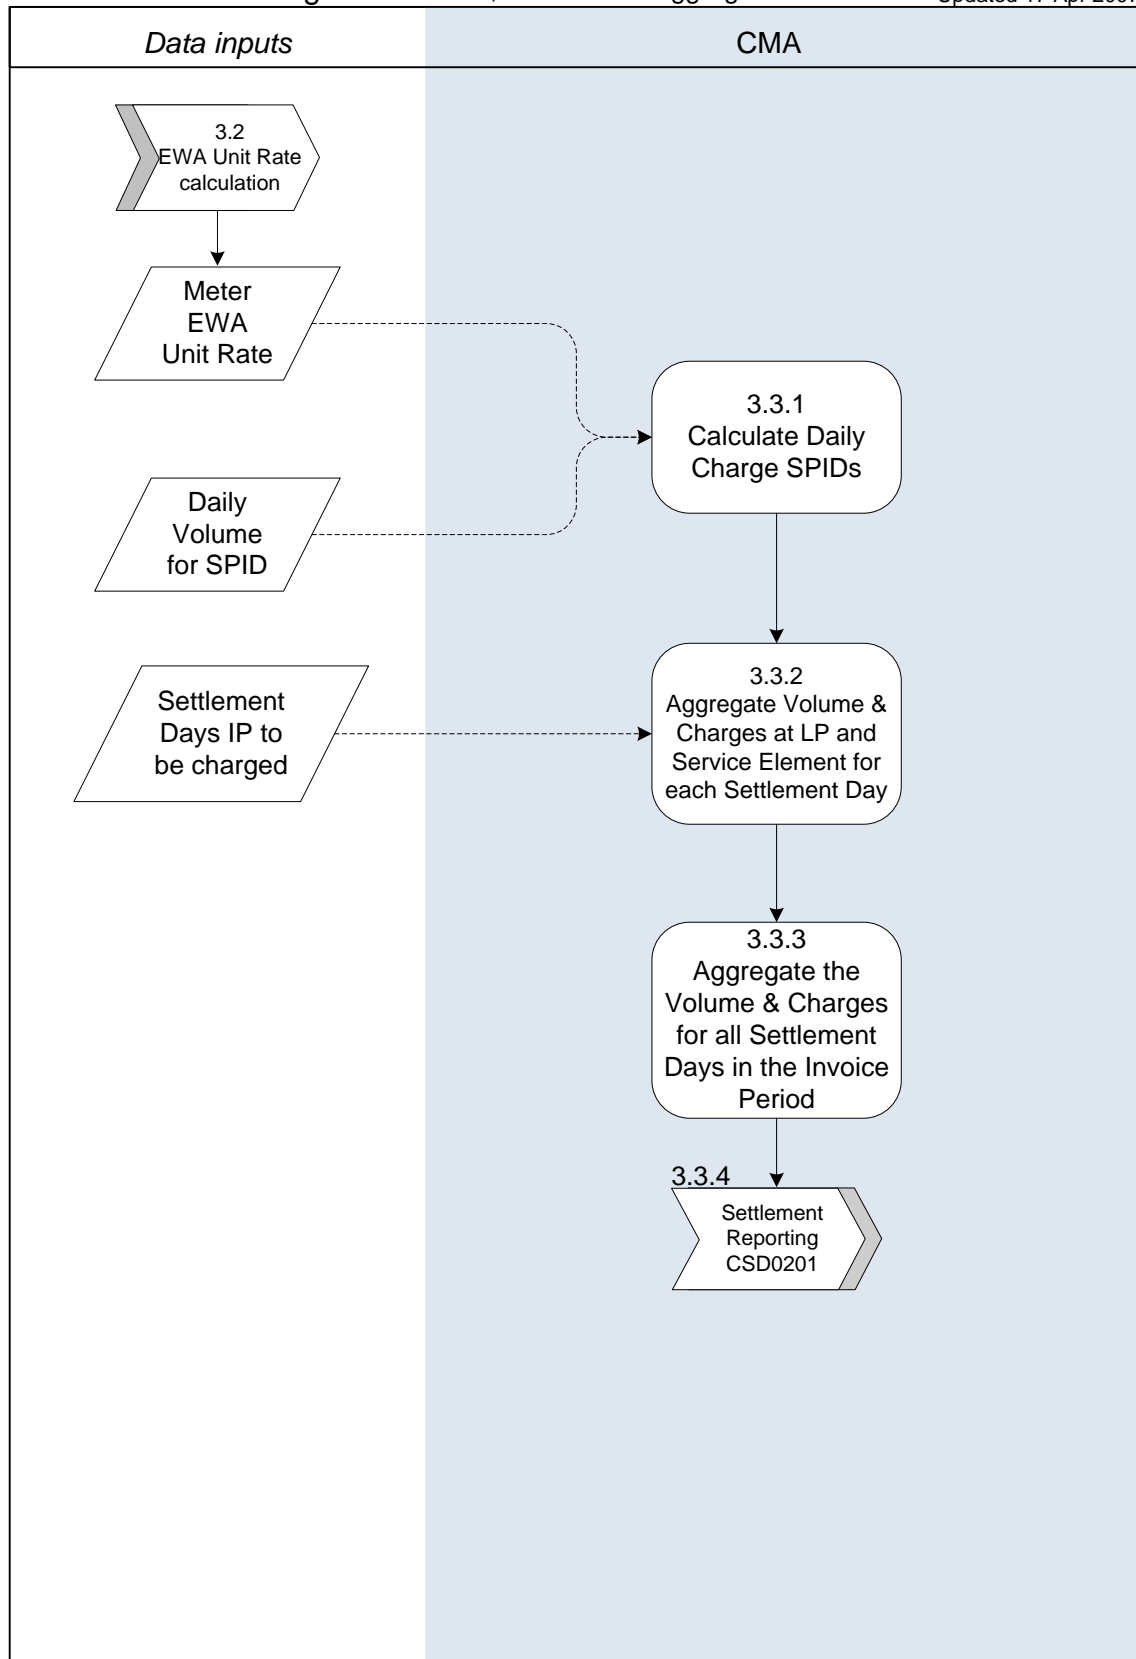 Data inputs
CMA
3.2
EWA Unit Rate
calculation
Meter
EWA
Unit Rate
3.3.1
Calculate Daily
Charge SPIDs
Daily
Volume
for SPID
Settlement
Days IP to
be charged
3.3.2
Aggregate Volume &
Charges at LP and
Service Element for
each Settlement Day
3.3.3
Aggregate the
Volume & Charges
for all Settlement
Days in the Invoice
Period
3.3.4
Settlement
Reporting
CSD0201